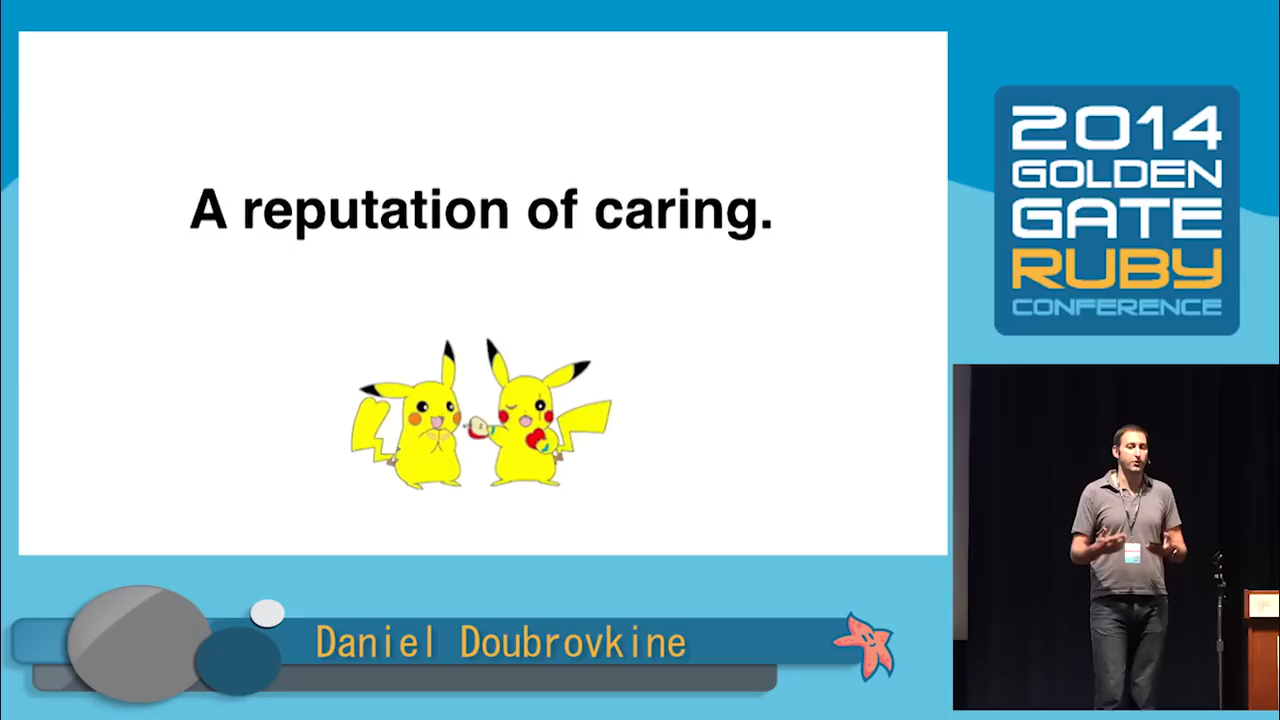 A reputation of caring.
2014
GOLDEN
GATE
RUBY
CONFERENCE
Daniel Doubrovkine